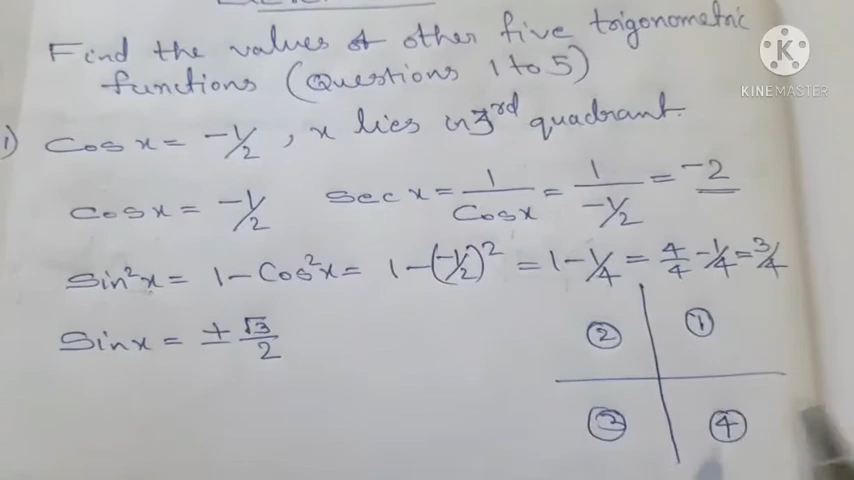 Find the values of other five trigonometric
functions (Questions 1 to 5)
K
KINEMASTER
1) Cos x = -1/2, x lies in 3rd quadrant.
Cos x = -1/2 Sec x = 1/Cos x = 1/(-1/2) = -2
Sin²x = 1 - Cos²x = 1 - (-1/2)² = 1 - 1/4 = 4/4 - 1/4 = 3/4
Sin x = ± √3/2
② ①
③ ④